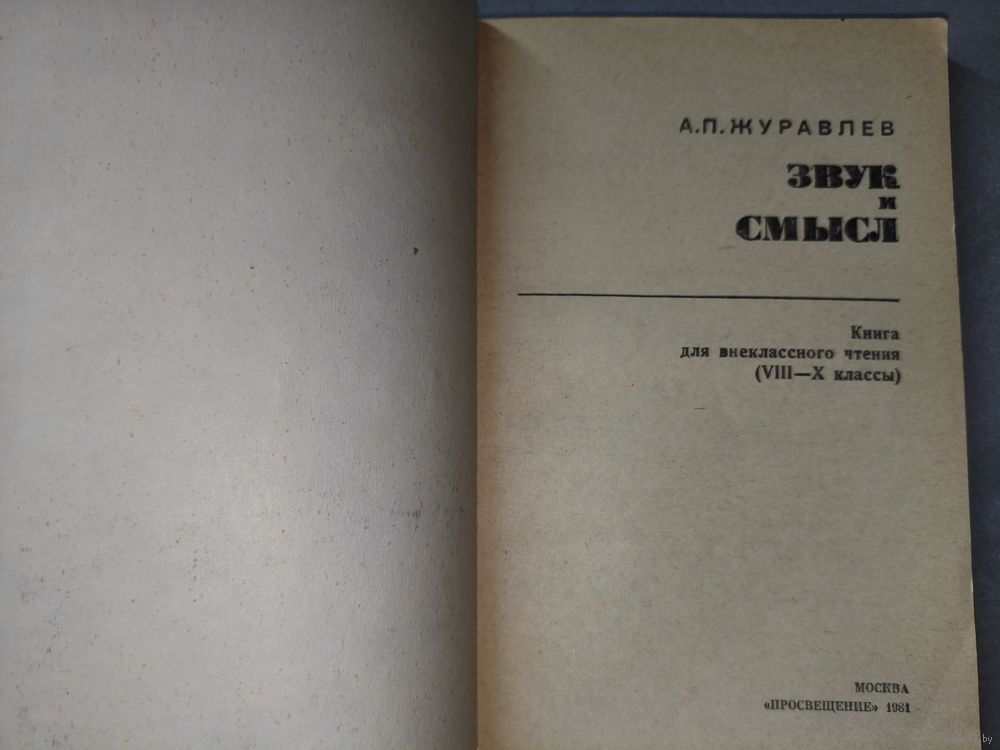 А.П.ЖУРАВЛЕВ
ЗВУК
и
СМЫСЛ
Книга
для внеклассного чтения
(VIII—X классы)
МОСКВА
«ПРОСВЕЩЕНИЕ» 1981